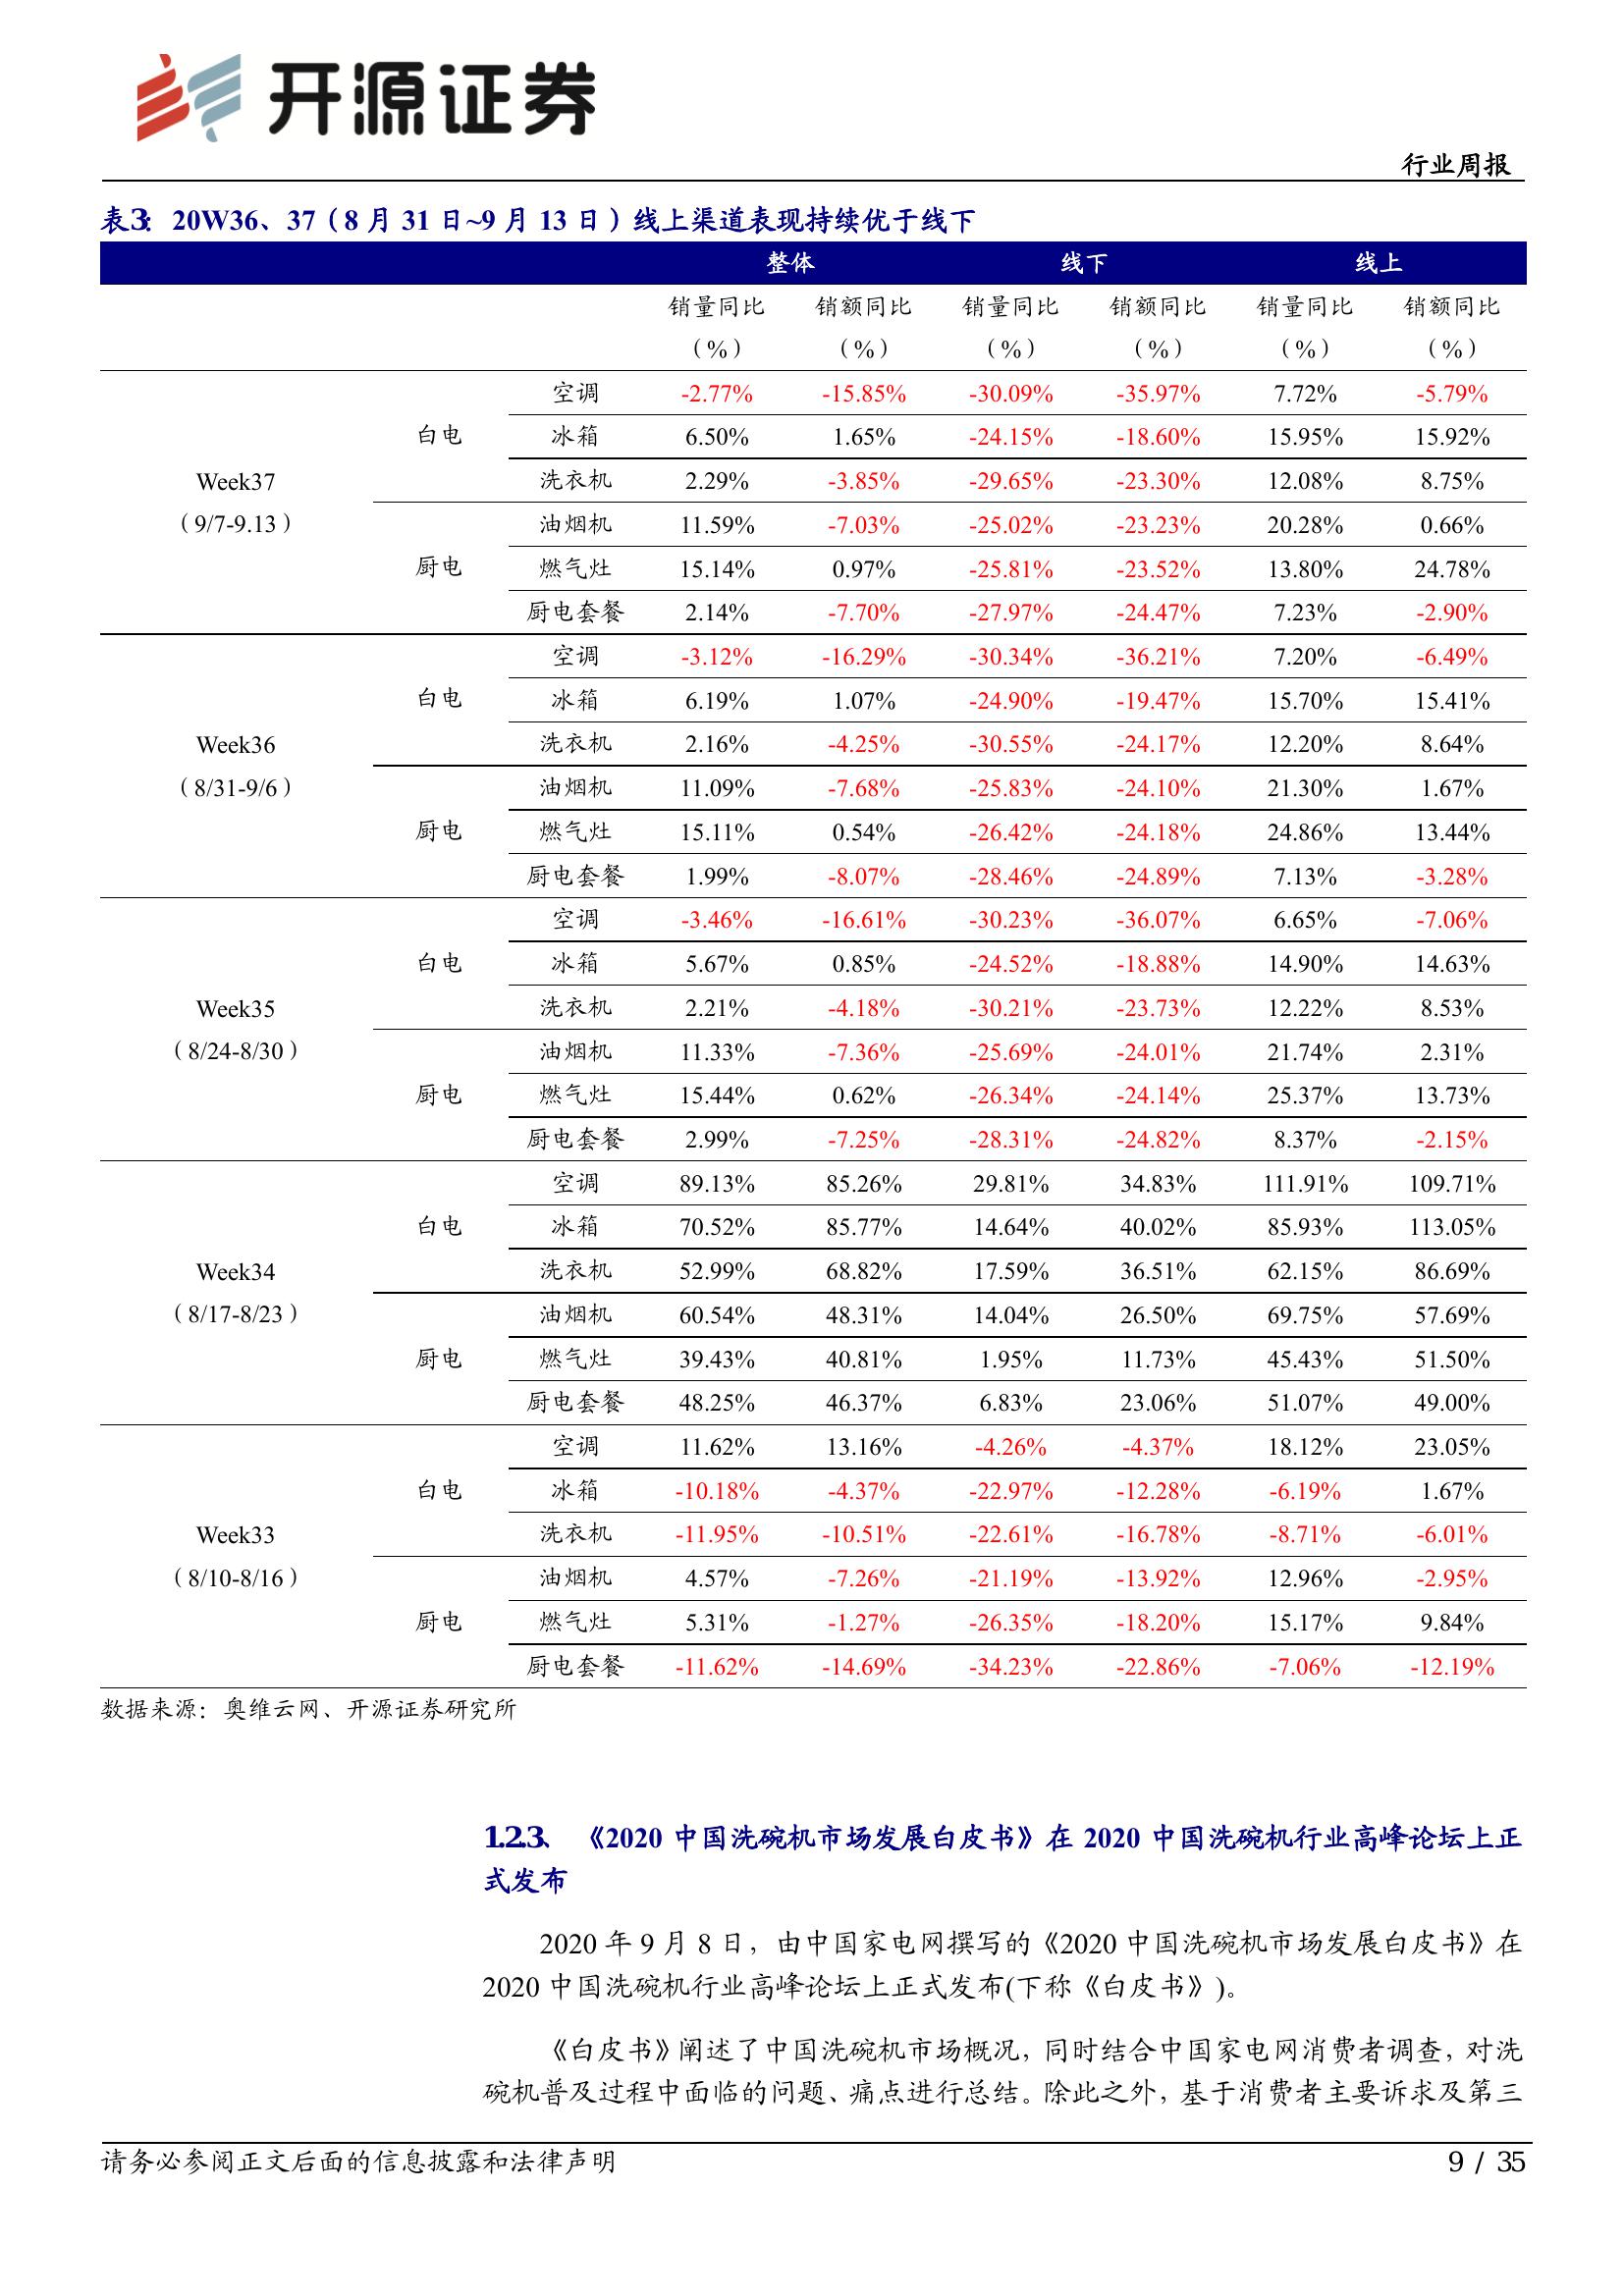 开源证券
行业周报
表3: 20W36、37（8 月 31 日~9 月 13 日）线上渠道表现持续优于线下
整体 线下 线上
销量同比 销额同比 销量同比 销额同比 销量同比 销额同比
（%） （%） （%） （%） （%） （%）
空调 -2.77% -15.85% -30.09% -35.97% 7.72% -5.79%
白电 冰箱 6.50% 1.65% -24.15% -18.60% 15.95% 15.92%
Week37 洗衣机 2.29% -3.85% -29.65% -23.30% 12.08% 8.75%
（9/7-9.13） 油烟机 11.59% -7.03% -25.02% -23.23% 20.28% 0.66%
厨电 燃气灶 15.14% 0.97% -25.81% -23.52% 13.80% 24.78%
厨电套餐 2.14% -7.70% -27.97% -24.47% 7.23% -2.90%
空调 -3.12% -16.29% -30.34% -36.21% 7.20% -6.49%
白电 冰箱 6.19% 1.07% -24.90% -19.47% 15.70% 15.41%
Week36 洗衣机 2.16% -4.25% -30.55% -24.17% 12.20% 8.64%
（8/31-9/6） 油烟机 11.09% -7.68% -25.83% -24.10% 21.30% 1.67%
厨电 燃气灶 15.11% 0.54% -26.42% -24.18% 24.86% 13.44%
厨电套餐 1.99% -8.07% -28.46% -24.89% 7.13% -3.28%
空调 -3.46% -16.61% -30.23% -36.07% 6.65% -7.06%
白电 冰箱 5.67% 0.85% -24.52% -18.88% 14.90% 14.63%
Week35 洗衣机 2.21% -4.18% -30.21% -23.73% 12.22% 8.53%
（8/24-8/30） 油烟机 11.33% -7.36% -25.69% -24.01% 21.74% 2.31%
厨电 燃气灶 15.44% 0.62% -26.34% -24.14% 25.37% 13.73%
厨电套餐 2.99% -7.25% -28.31% -24.82% 8.37% -2.15%
空调 89.13% 85.26% 29.81% 34.83% 111.91% 109.71%
白电 冰箱 70.52% 85.77% 14.64% 40.02% 85.93% 113.05%
Week34 洗衣机 52.99% 68.82% 17.59% 36.51% 62.15% 86.69%
（8/17-8/23） 油烟机 60.54% 48.31% 14.04% 26.50% 69.75% 57.69%
厨电 燃气灶 39.43% 40.81% 1.95% 11.73% 45.43% 51.50%
厨电套餐 48.25% 46.37% 6.83% 23.06% 51.07% 49.00%
空调 11.62% 13.16% -4.26% -4.37% 18.12% 23.05%
白电 冰箱 -10.18% -4.37% -22.97% -12.28% -6.19% 1.67%
Week33 洗衣机 -11.95% -10.51% -22.61% -16.78% -8.71% -6.01%
（8/10-8/16） 油烟机 4.57% -7.26% -21.19% -13.92% 12.96% -2.95%
厨电 燃气灶 5.31% -1.27% -26.35% -18.20% 15.17% 9.84%
厨电套餐 -11.62% -14.69% -34.23% -22.86% -7.06% -12.19%
数据来源：奥维云网、开源证券研究所
1.2.3、 《2020 中国洗碗机市场发展白皮书》在 2020 中国洗碗机行业高峰论坛上正
式发布
2020 年 9 月 8 日，由中国家电网撰写的《2020 中国洗碗机市场发展白皮书》在
2020 中国洗碗机行业高峰论坛上正式发布(下称《白皮书》)。
《白皮书》阐述了中国洗碗机市场概况，同时结合中国家电网消费者调查，对洗
碗机普及过程中面临的问题、痛点进行总结。除此之外，基于消费者主要诉求及第三
请务必参阅正文后面的信息披露和法律声明 9 / 35